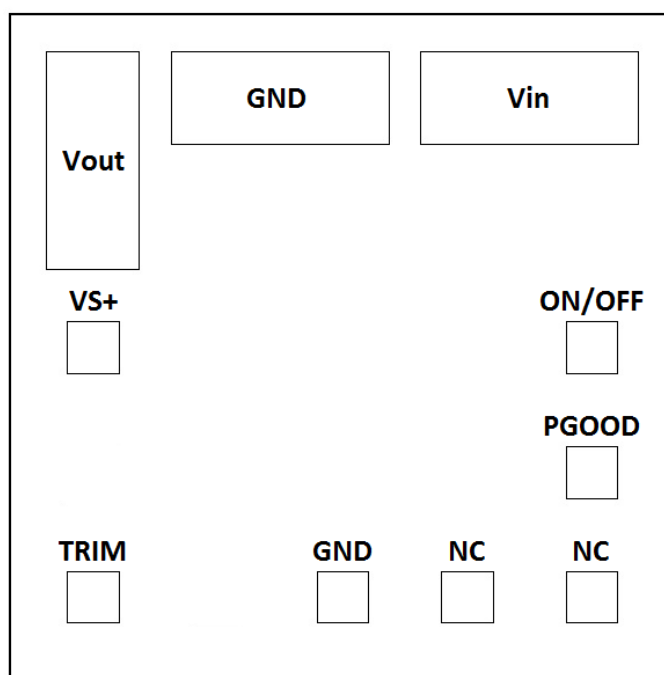 GND
Vin
Vout
VS+
ON/OFF
PGOOD
TRIM
GND
NC
NC